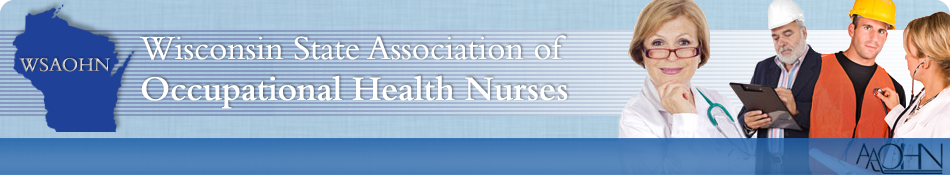 WSAOHN
Wisconsin State Association of
Occupational Health Nurses
AAOHN